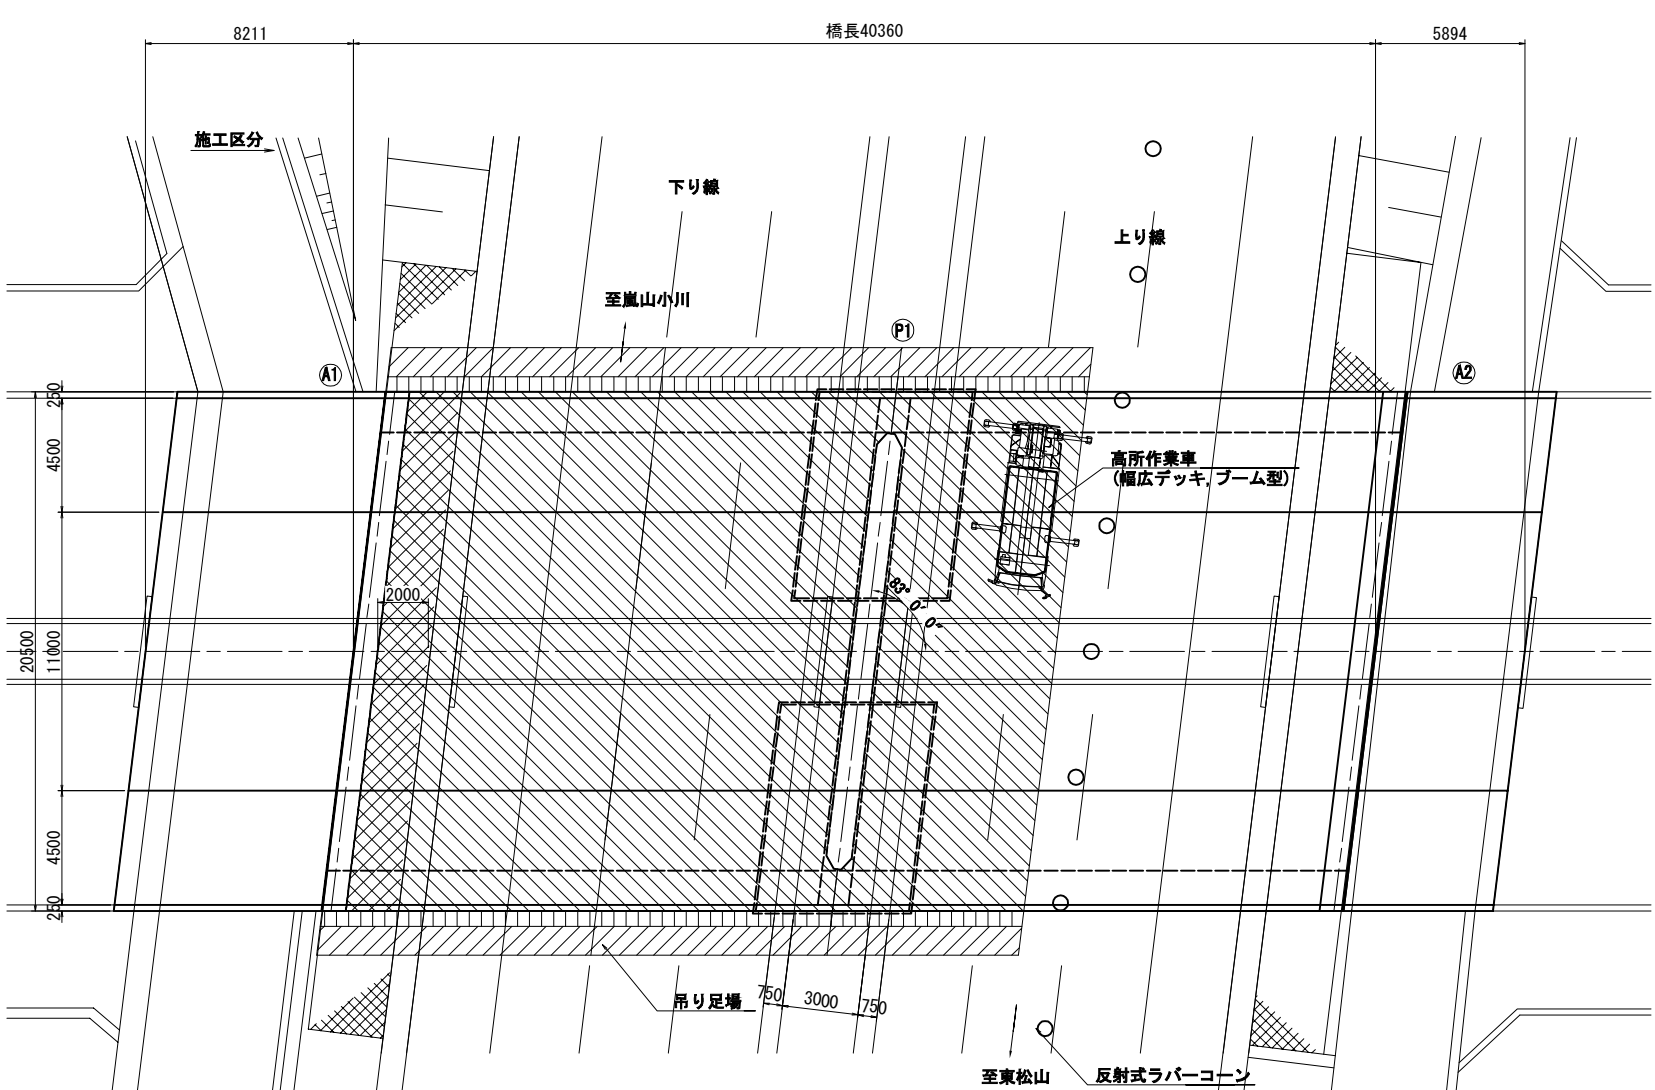 8211
橋長40360
5894
施工区分
下り線
上り線
至嵐山小川
P1
A1
A2
250
4500
高所作業車
(幅広デッキ,ブーム型)
83° 0′ 0″
2000
20500
11000
4500
250
吊り足場
750
3000
750
至東松山
反射式ラバーコーン